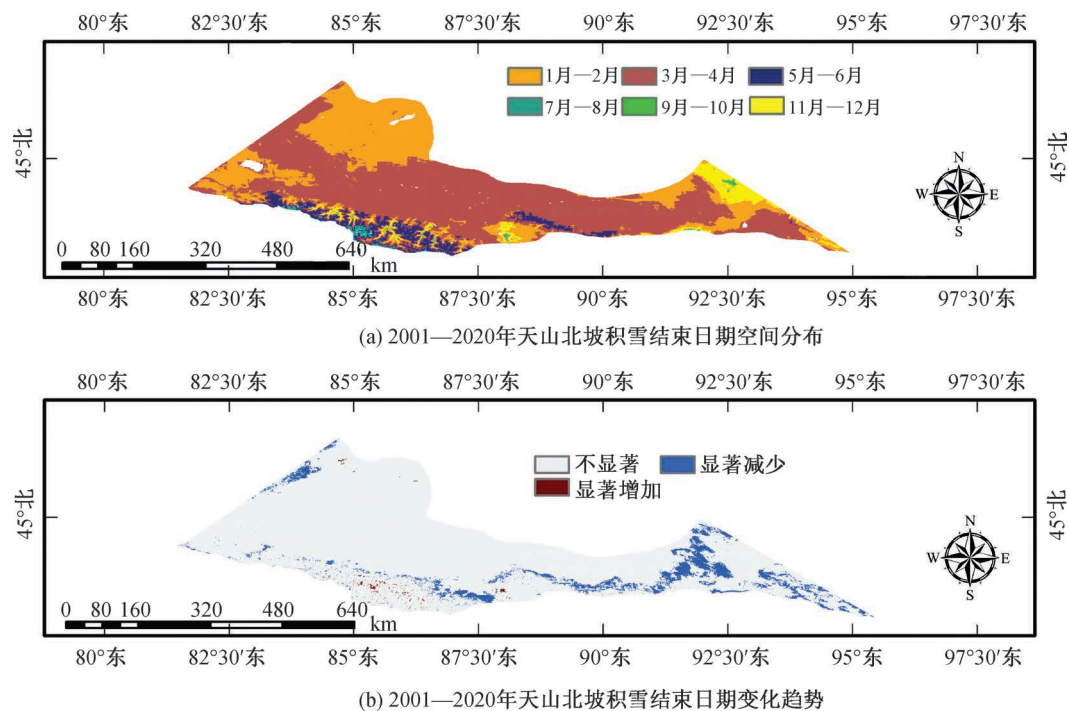 80°东 82°30′东 85°东 87°30′东 90°东 92°30′东 95°东 97°30′东
1月—2月 3月—4月 5月—6月
7月—8月 9月—10月 11月—12月
45°北 45°北
N
W E
S
0 80 160 320 480 640
km
80°东 82°30′东 85°东 87°30′东 90°东 92°30′东 95°东 97°30′东
(a) 2001—2020年天山北坡积雪结束日期空间分布
80°东 82°30′东 85°东 87°30′东 90°东 92°30′东 95°东 97°30′东
不显著 显著减少
显著增加
45°北 45°北
N
W E
S
0 80 160 320 480 640
km
80°东 82°30′东 85°东 87°30′东 90°东 92°30′东 95°东 97°30′东
(b) 2001—2020年天山北坡积雪结束日期变化趋势